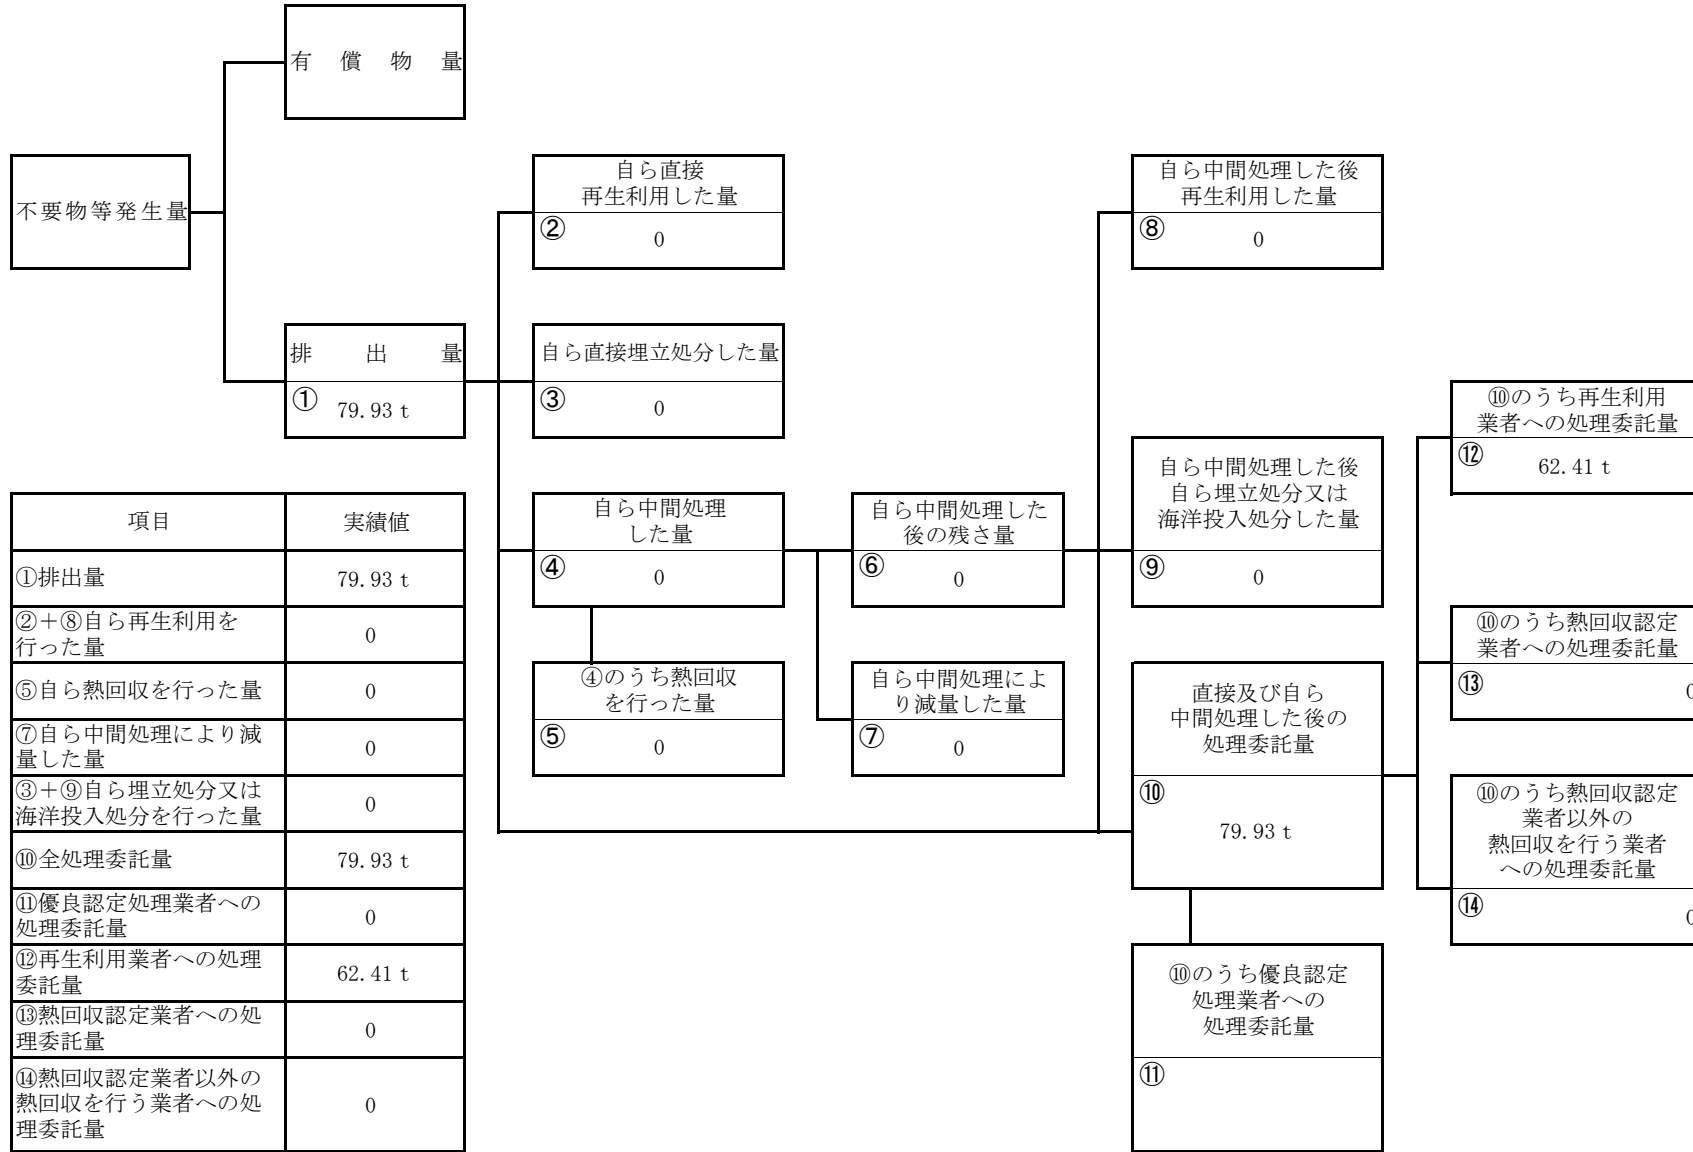 有償物量
不要物等発生量
排出量
① 79.93 t
自ら直接
再生利用した量
② 0
自ら直接埋立処分した量
③ 0
自ら中間処理
した量
④ 0
④のうち熱回収
を行った量
⑤ 0
自ら中間処理した
後の残さ量
⑥ 0
自ら中間処理によ
り減量した量
⑦ 0
自ら中間処理した後
再生利用した量
⑧ 0
自ら中間処理した後
自ら埋立処分又は
海洋投入処分した量
⑨ 0
直接及び自ら
中間処理した後の
処理委託量
⑩
79.93 t
⑩のうち優良認定
処理業者への
処理委託量
⑪
⑩のうち再生利用
業者への処理委託量
⑫ 62.41 t
⑩のうち熱回収認定
業者への処理委託量
⑬ 0
⑩のうち熱回収認定
業者以外の
熱回収を行う業者
への処理委託量
⑭ 0
項目 実績値
①排出量 79.93 t
②＋⑧自ら再生利用を
行った量 0
⑤自ら熱回収を行った量 0
⑦自ら中間処理により減
量した量 0
③＋⑨自ら埋立処分又は
海洋投入処分を行った量 0
⑩全処理委託量 79.93 t
⑪優良認定処理業者への
処理委託量 0
⑫再生利用業者への処理
委託量 62.41 t
⑬熱回収認定業者への処
理委託量 0
⑭熱回収認定業者以外の
熱回収を行う業者への処
理委託量 0